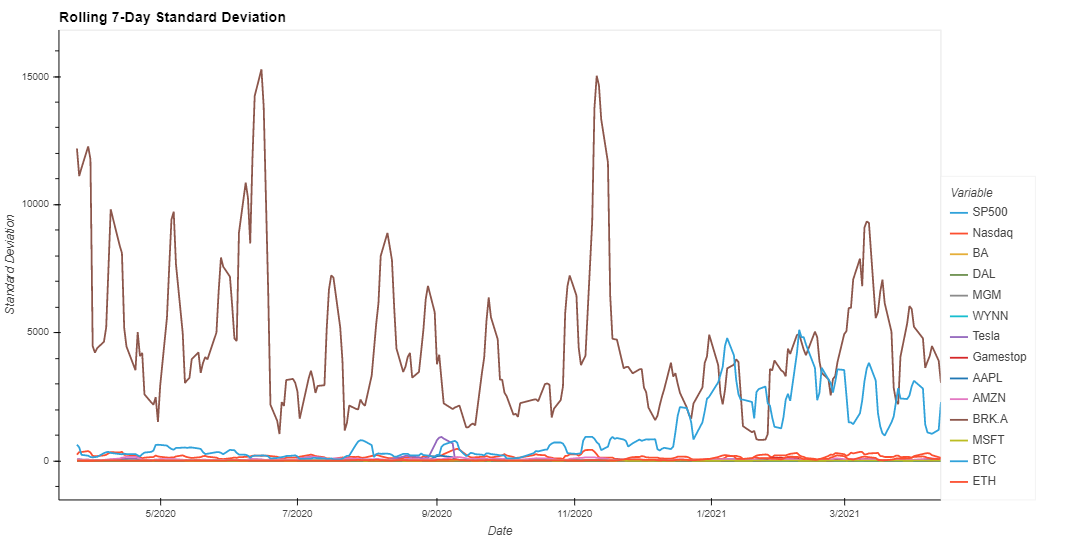 Rolling 7-Day Standard Deviation
15000
10000
5000
0
Standard Deviation
5/2020
7/2020
9/2020
11/2020
1/2021
3/2021
Date
Variable
SP500
Nasdaq
BA
DAL
MGM
WYNN
Tesla
Gamestop
AAPL
AMZN
BRK.A
MSFT
BTC
ETH